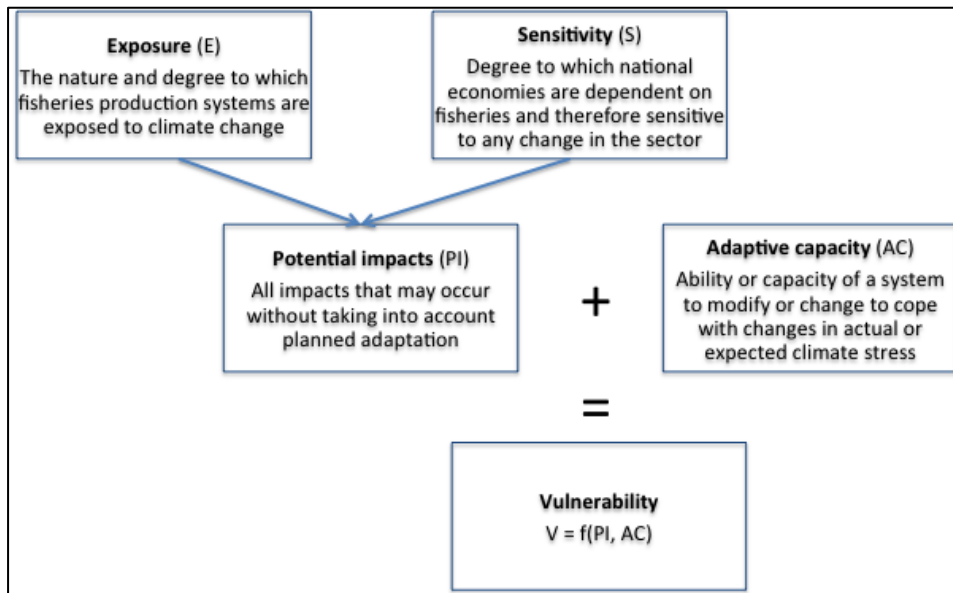 Exposure (E)
The nature and degree to which
fisheries production systems are
exposed to climate change
Sensitivity (S)
Degree to which national
economies are dependent on
fisheries and therefore sensitive
to any change in the sector
Potential impacts (PI)
All impacts that may occur
without taking into account
planned adaptation
+
Adaptive capacity (AC)
Ability or capacity of a system
to modify or change to cope
with changes in actual or
expected climate stress
=
Vulnerability
V = f(PI, AC)